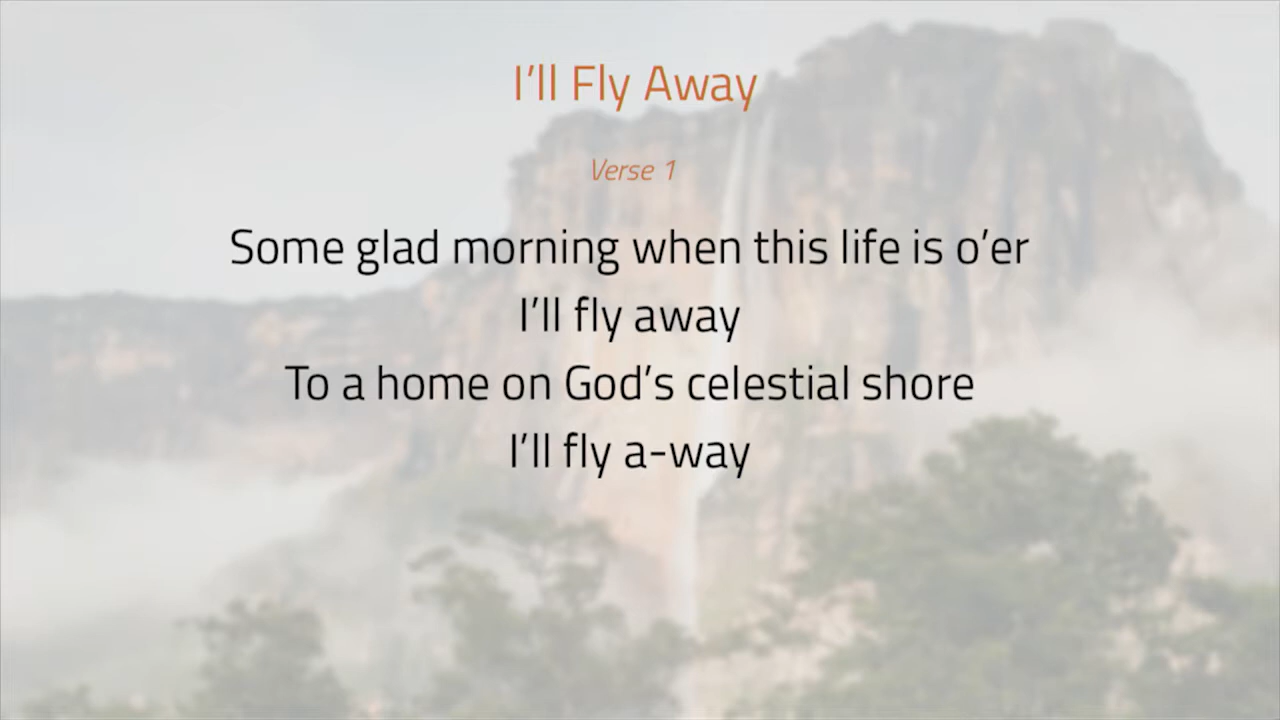 I’ll Fly Away
Verse 1
Some glad morning when this life is o’er
I’ll fly away
To a home on God’s celestial shore
I’ll fly a-way